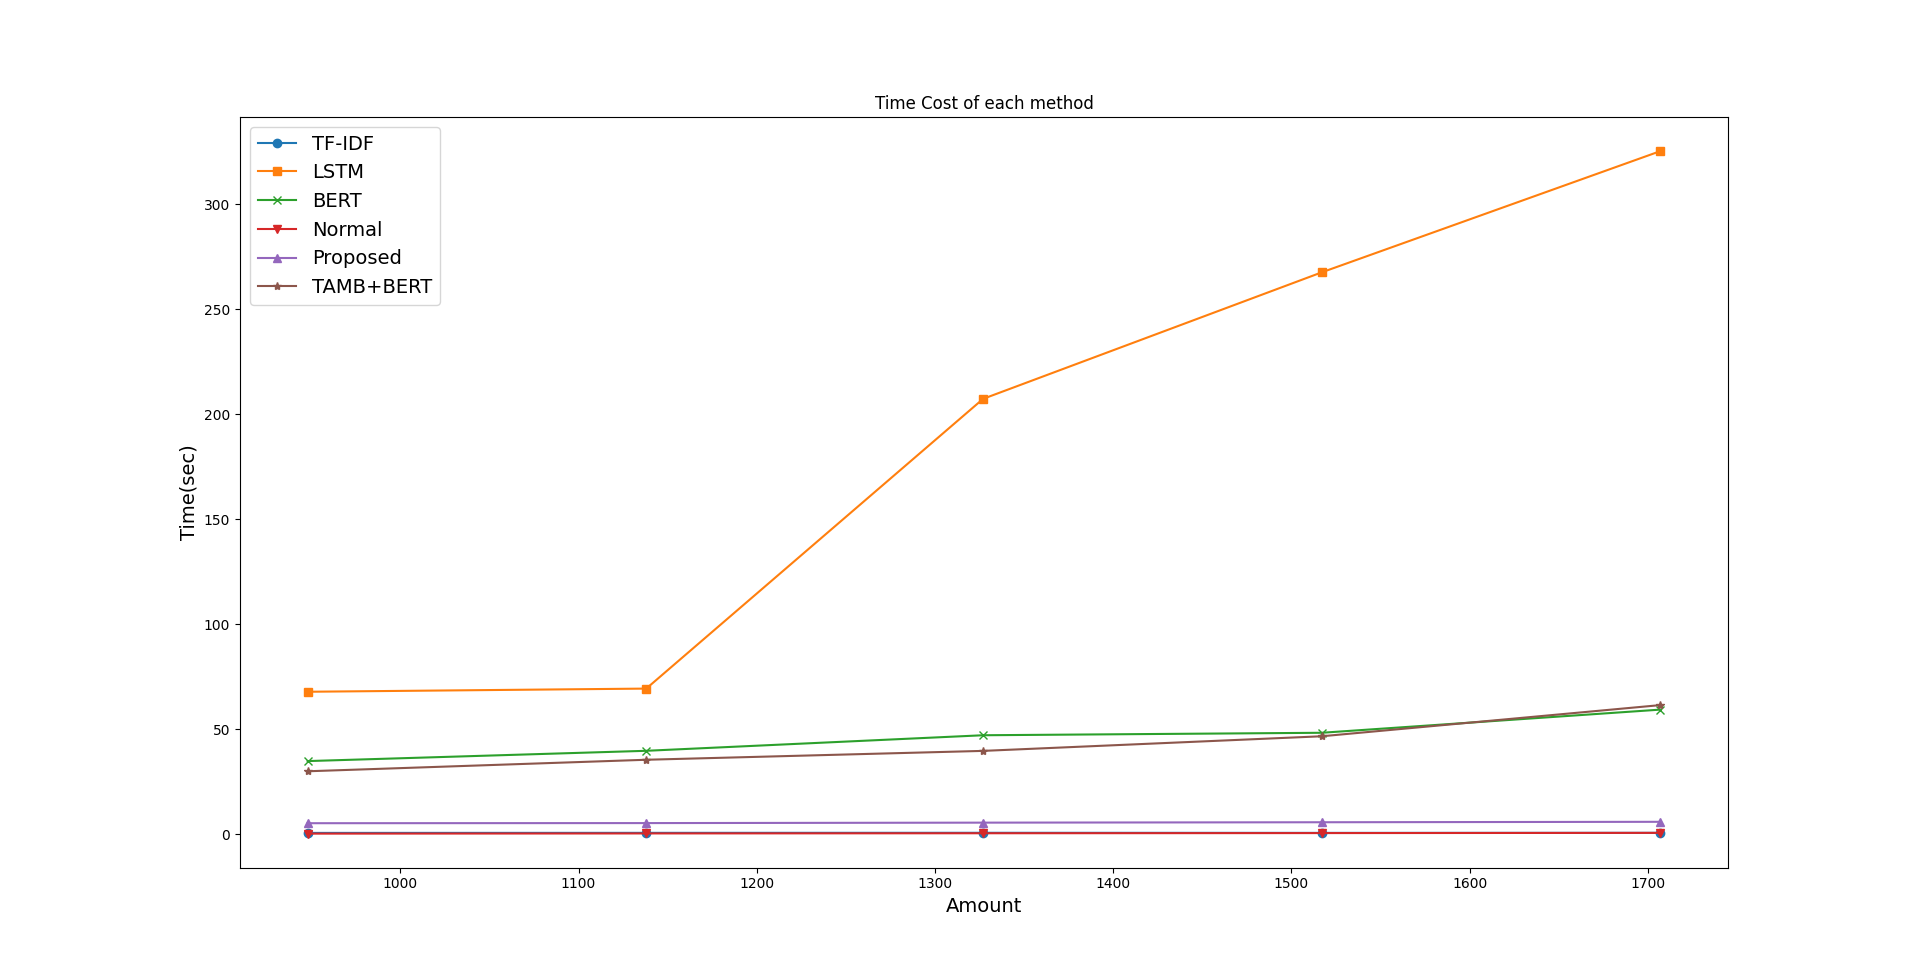 Time Cost of each method
TF-IDF
LSTM
BERT
Normal
Proposed
TAMB+BERT
300
250
200
150
100
50
0
Time(sec)
1000 1100 1200 1300 1400 1500 1600 1700
Amount